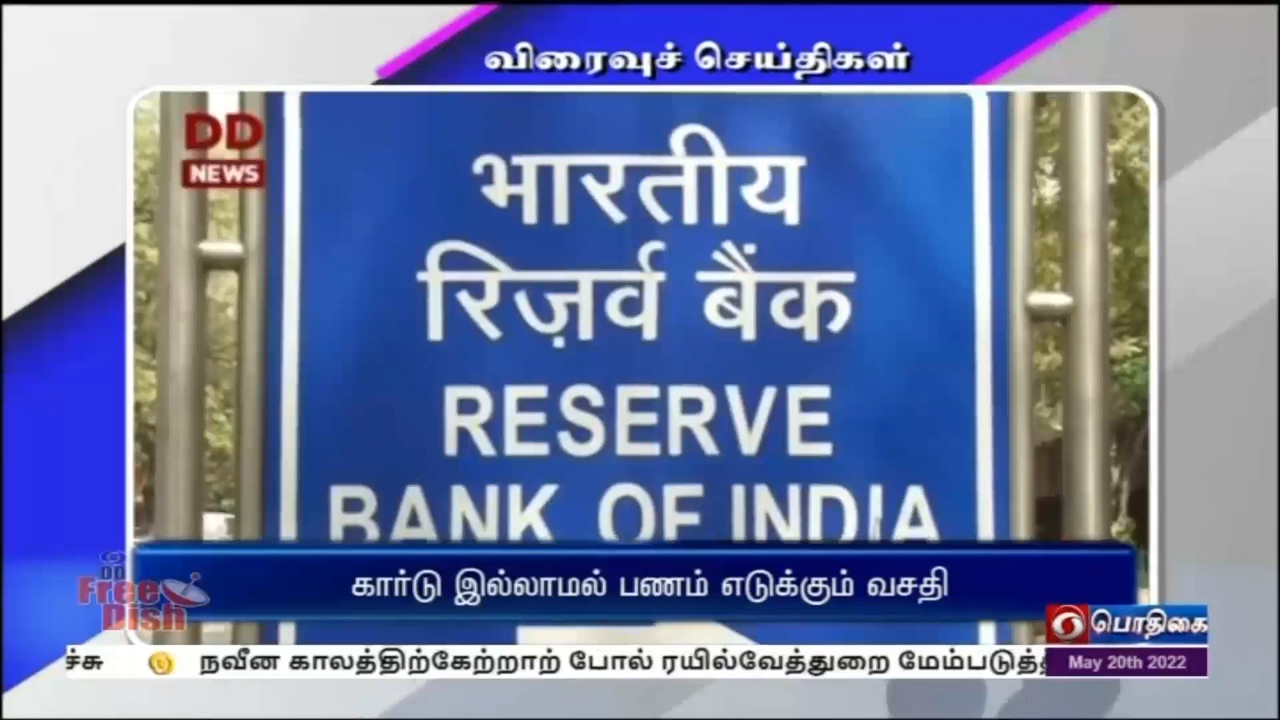 விரைவுச் செய்திகள்
DD
NEWS
भारतीय
रिज़र्व बैंक
RESERVE
BANK OF INDIA
கார்டு இல்லாமல் பணம் எடுக்கும் வசதி
DD
Free
Dish
பொதிகை
ச்சு நவீன காலத்திற்கேற்றாற் போல் ரயில்வேத்துறை மேம்படுத்
May 20th 2022